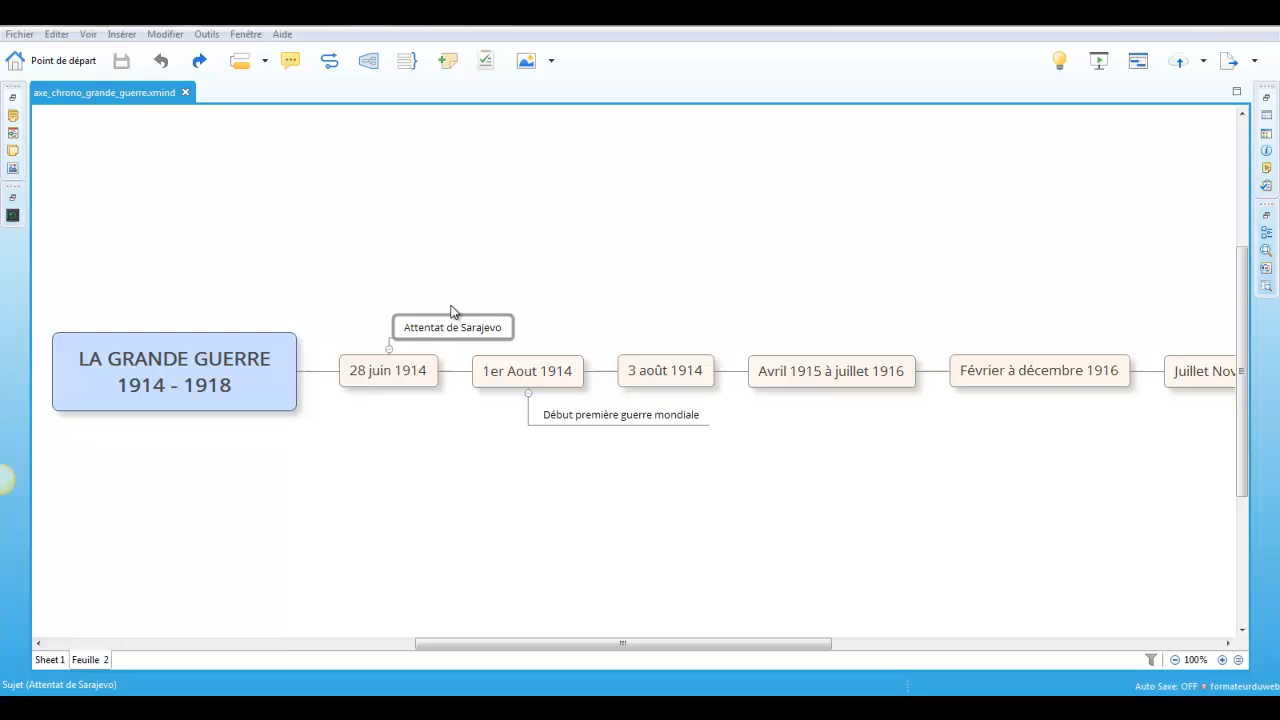 Fichier Editer Voir Insérer Modifier Outils Fenêtre Aide
Point de départ
axe_chrono_grande_guerre.xmind
Attentat de Sarajevo
LA GRANDE GUERRE
1914 - 1918
28 juin 1914
1er Aout 1914
3 août 1914
Avril 1915 à juillet 1916
Février à décembre 1916
Juillet Nov
Début première guerre mondiale
Sheet 1 Feuille 2
100%
Sujet (Attentat de Sarajevo)
Auto Save: OFF
formateurduweb